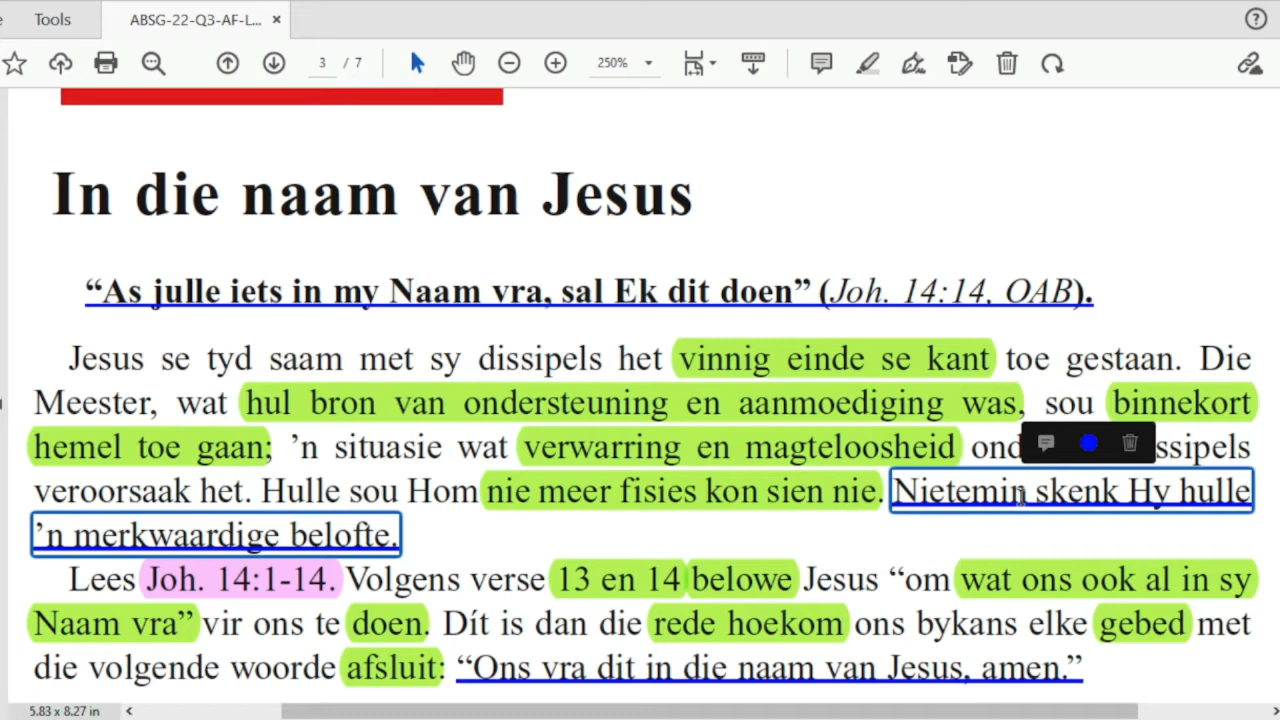 Tools
ABSG-22-Q3-AF-L... ×
3 / 7
250%
In die naam van Jesus
“As julle iets in my Naam vra, sal Ek dit doen” (Joh. 14:14, OAB).
Jesus se tyd saam met sy dissipels het vinnig einde se kant toe gestaan. Die
Meester, wat hul bron van ondersteuning en aanmoediging was, sou binnekort
hemel toe gaan; ’n situasie wat verwarring en magteloosheid ond ssipels
veroorsaak het. Hulle sou Hom nie meer fisies kon sien nie. Nietemin skenk Hy hulle
’n merkwaardige belofte.
Lees Joh. 14:1-14. Volgens verse 13 en 14 belowe Jesus “om wat ons ook al in sy
Naam vra” vir ons te doen. Dít is dan die rede hoekom ons bykans elke gebed met
die volgende woorde afsluit: “Ons vra dit in die naam van Jesus, amen.”
5.83 x 8.27 in